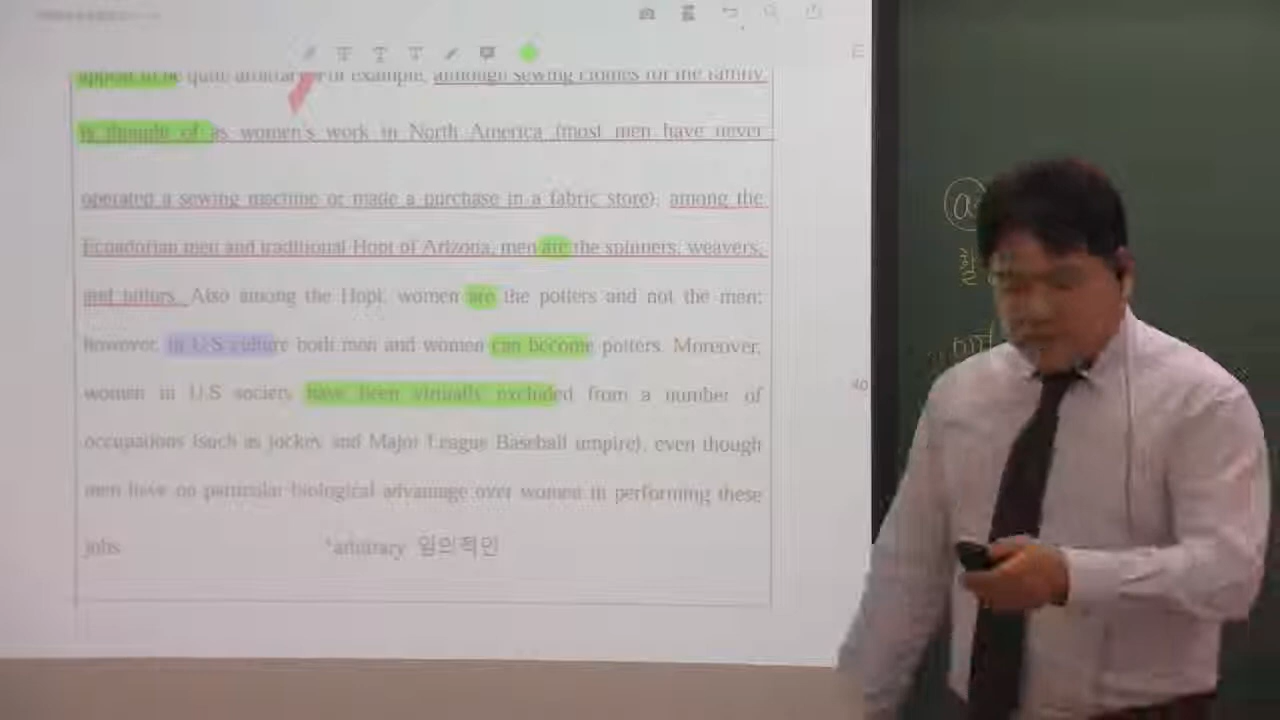 appear to be quite arbitrary. For example, although sewing clothes for the family
is thought of as women's work in North America (most men have never
operated a sewing machine or made a purchase in a fabric store), among the
Ecuadorian men and traditional Hopi of Arizona, men are the spinners, weavers,
and tailors. Also among the Hopi, women are the potters and not the men;
however, in U.S culture both men and women can become potters. Moreover,
women in U.S society have been virtually excluded from a number of
occupations (such as jockey and Major League Baseball umpire), even though
men have no particular biological advantage over women in performing these
jobs
*arbitrary 임의적인
a